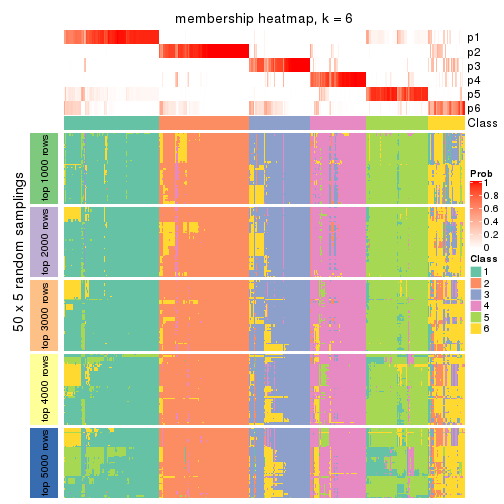 membership heatmap, k = 6
p1
p2
p3
p4
p5
p6
Class
50 x 5 random samplings
top 1000 rows
top 2000 rows
top 3000 rows
top 4000 rows
top 5000 rows
Prob
1
0.8
0.6
0.4
0.2
0
Class
1
2
3
4
5
6